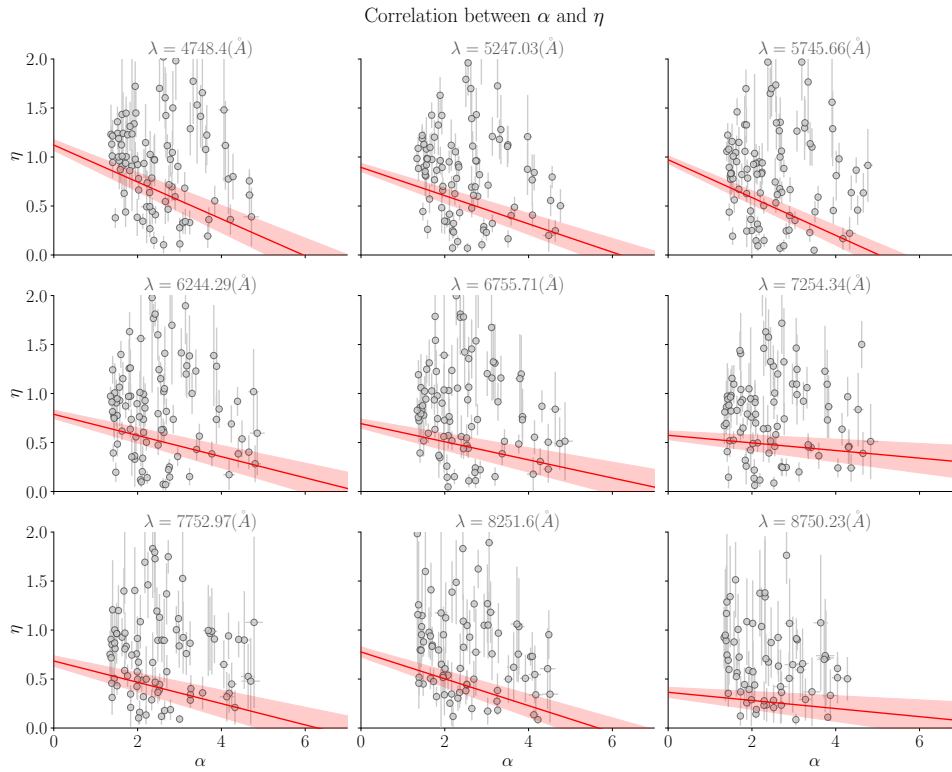 Correlation between α and η
λ = 4748.4(Å) λ = 5247.03(Å) λ = 5745.66(Å)
2.0
1.5
1.0
0.5
0.0
η
λ = 6244.29(Å) λ = 6755.71(Å) λ = 7254.34(Å)
2.0
1.5
1.0
0.5
0.0
η
λ = 7752.97(Å) λ = 8251.6(Å) λ = 8750.23(Å)
2.0
1.5
1.0
0.5
0.0
η
0 2 4 6 0 2 4 6 0 2 4 6
α α α